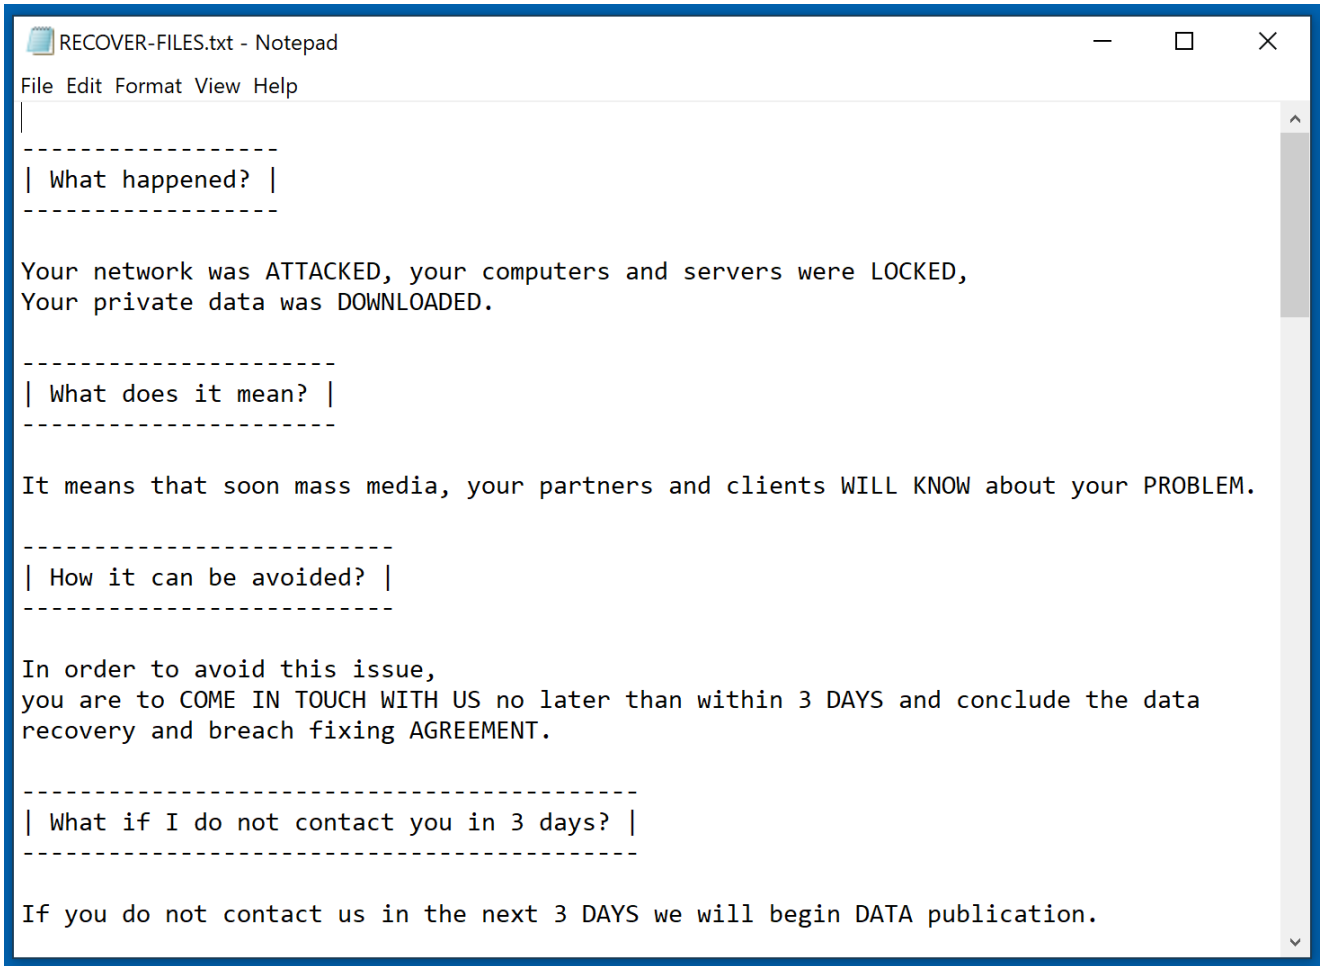 RECOVER-FILES.txt - Notepad
File Edit Format View Help
------------------
| What happened? |
------------------
Your network was ATTACKED, your computers and servers were LOCKED,
Your private data was DOWNLOADED.
----------------------
| What does it mean? |
----------------------
It means that soon mass media, your partners and clients WILL KNOW about your PROBLEM.
--------------------------
| How it can be avoided? |
--------------------------
In order to avoid this issue,
you are to COME IN TOUCH WITH US no later than within 3 DAYS and conclude the data
recovery and breach fixing AGREEMENT.
-------------------------------------------
| What if I do not contact you in 3 days? |
-------------------------------------------
If you do not contact us in the next 3 DAYS we will begin DATA publication.